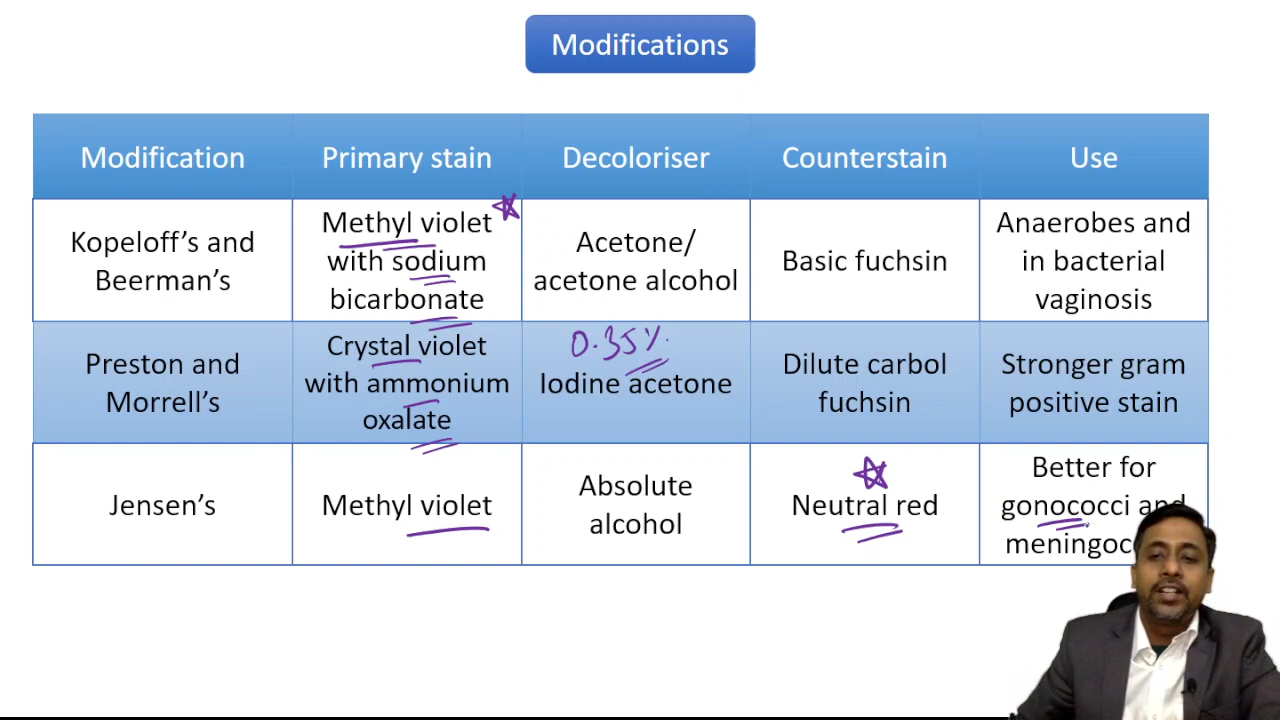 Modifications
Modification Primary stain Decoloriser Counterstain Use
Kopeloff's and
Beerman's
Methyl violet
with sodium
bicarbonate
Acetone/
acetone alcohol
Basic fuchsin
Anaerobes and
in bacterial
vaginosis
Preston and
Morrell's
Crystal violet
with ammonium
oxalate
0.35%
Iodine acetone
Dilute carbol
fuchsin
Stronger gram
positive stain
Jensen's
Methyl violet
Absolute
alcohol
Neutral red
Better for
gonococci and